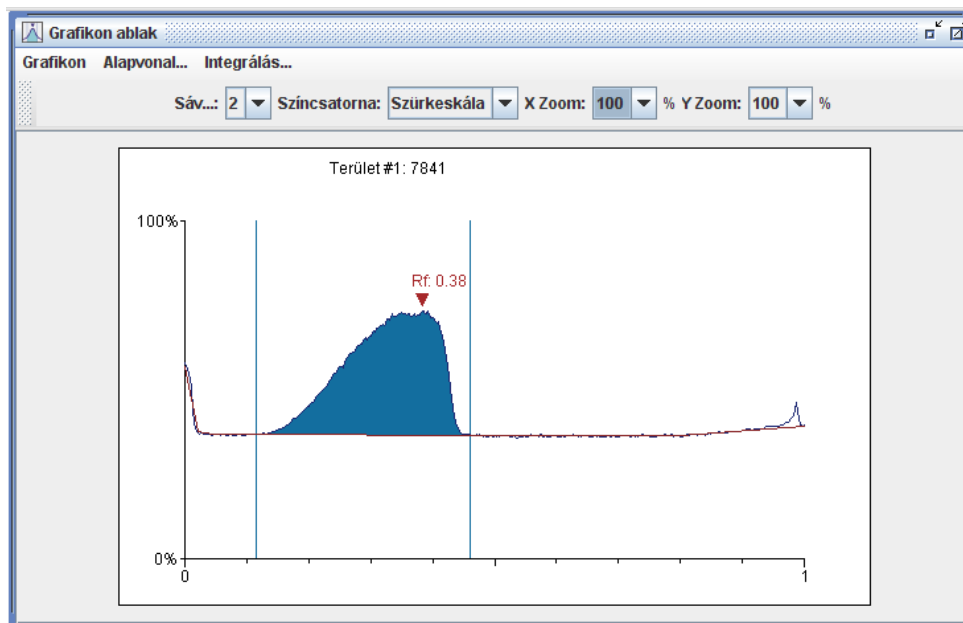 Grafikon ablak
Grafikon Alapvonal... Integrálás...
Sáv...: 2 Színcsatorna: Szürkeskála X Zoom: 100 % Y Zoom: 100 %
Terület #1: 7841
100%
Rf: 0.38
0%
0 1